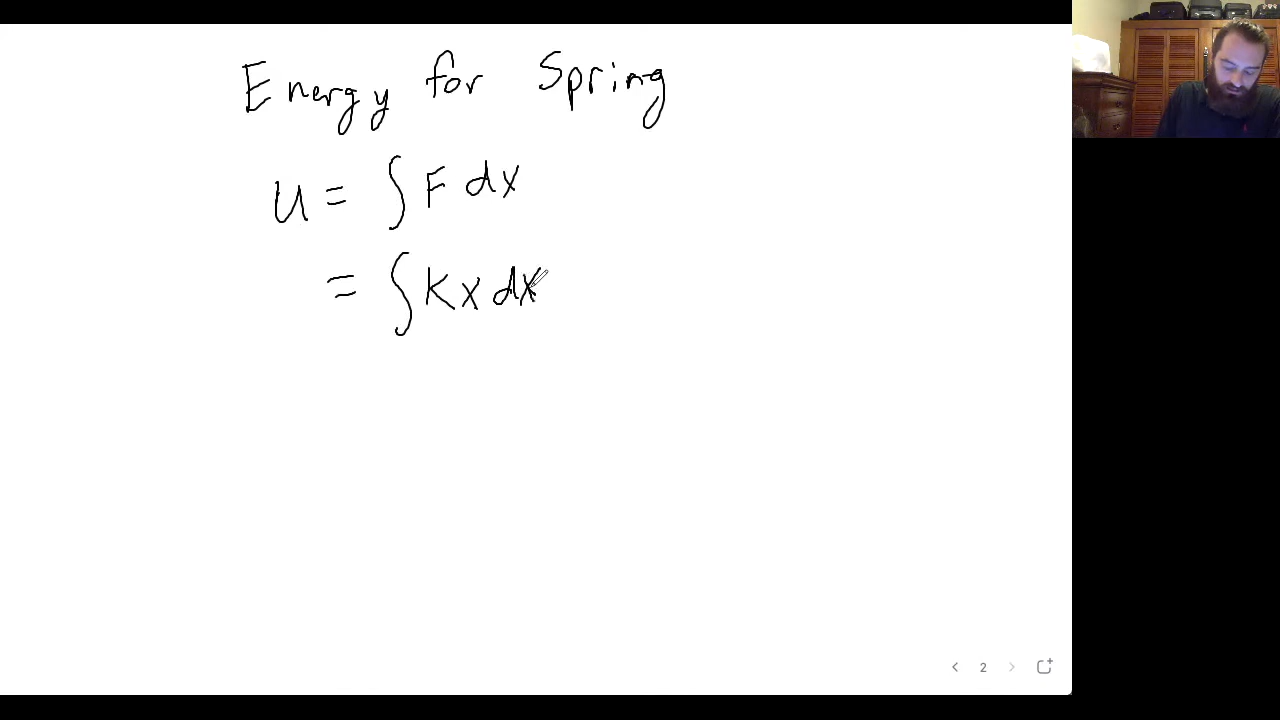 Energy for Spring
U = ∫ F dx
= ∫ Kx dx
2